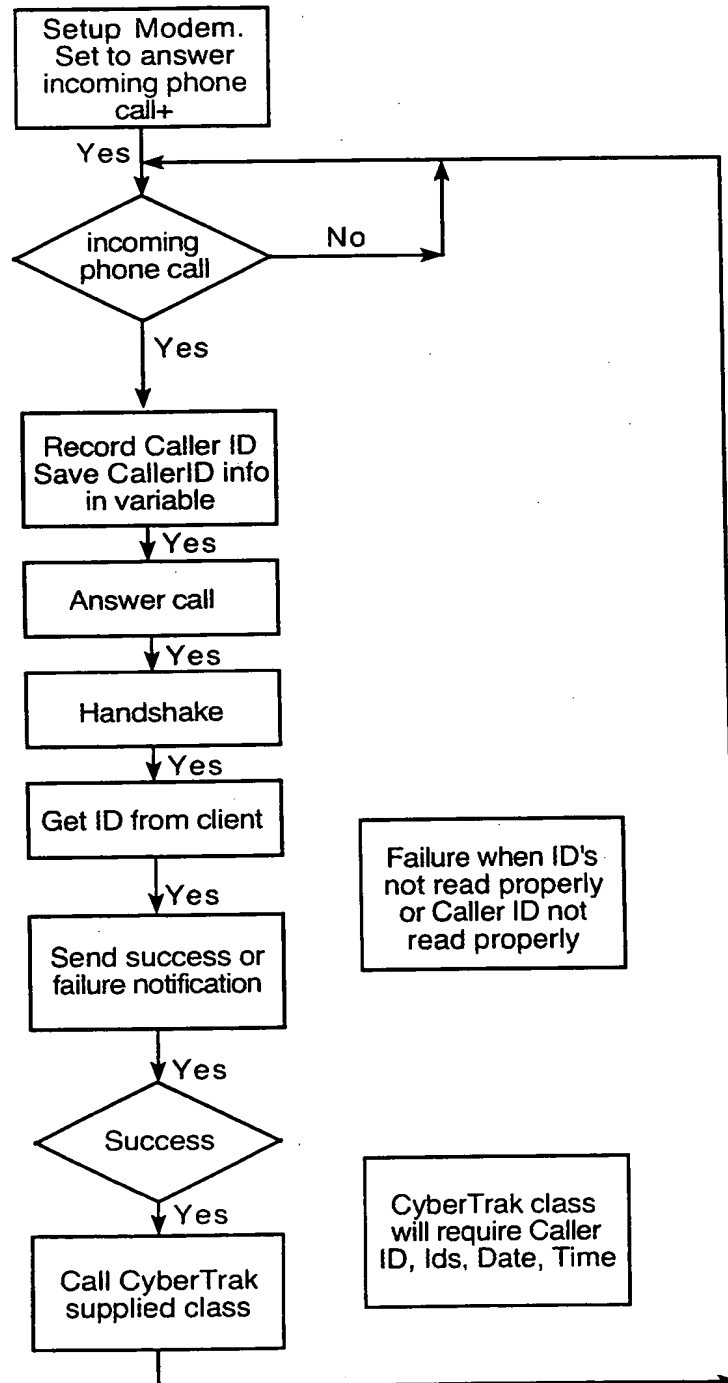 Setup Modem.
Set to answer
incoming phone
call+
Yes
incoming
phone call
No
Yes
Record Caller ID
Save CallerID info
in variable
Yes
Answer call
Yes
Handshake
Yes
Get ID from client
Yes
Failure when ID's
not read properly
or Caller ID not
read properly
Send success or
failure notification
Yes
Success
Yes
CyberTrak class
will require Caller
ID, Ids, Date, Time
Call CyberTrak
supplied class